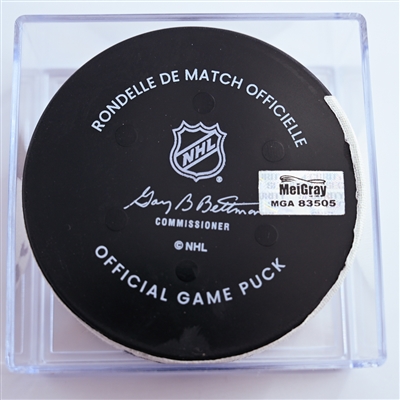 RONDELLE DE MATCH OFFICIELLE
NHL
Gary B Bettman
COMMISSIONER
© NHL
OFFICIAL GAME PUCK
MeiGray
MGA 83505